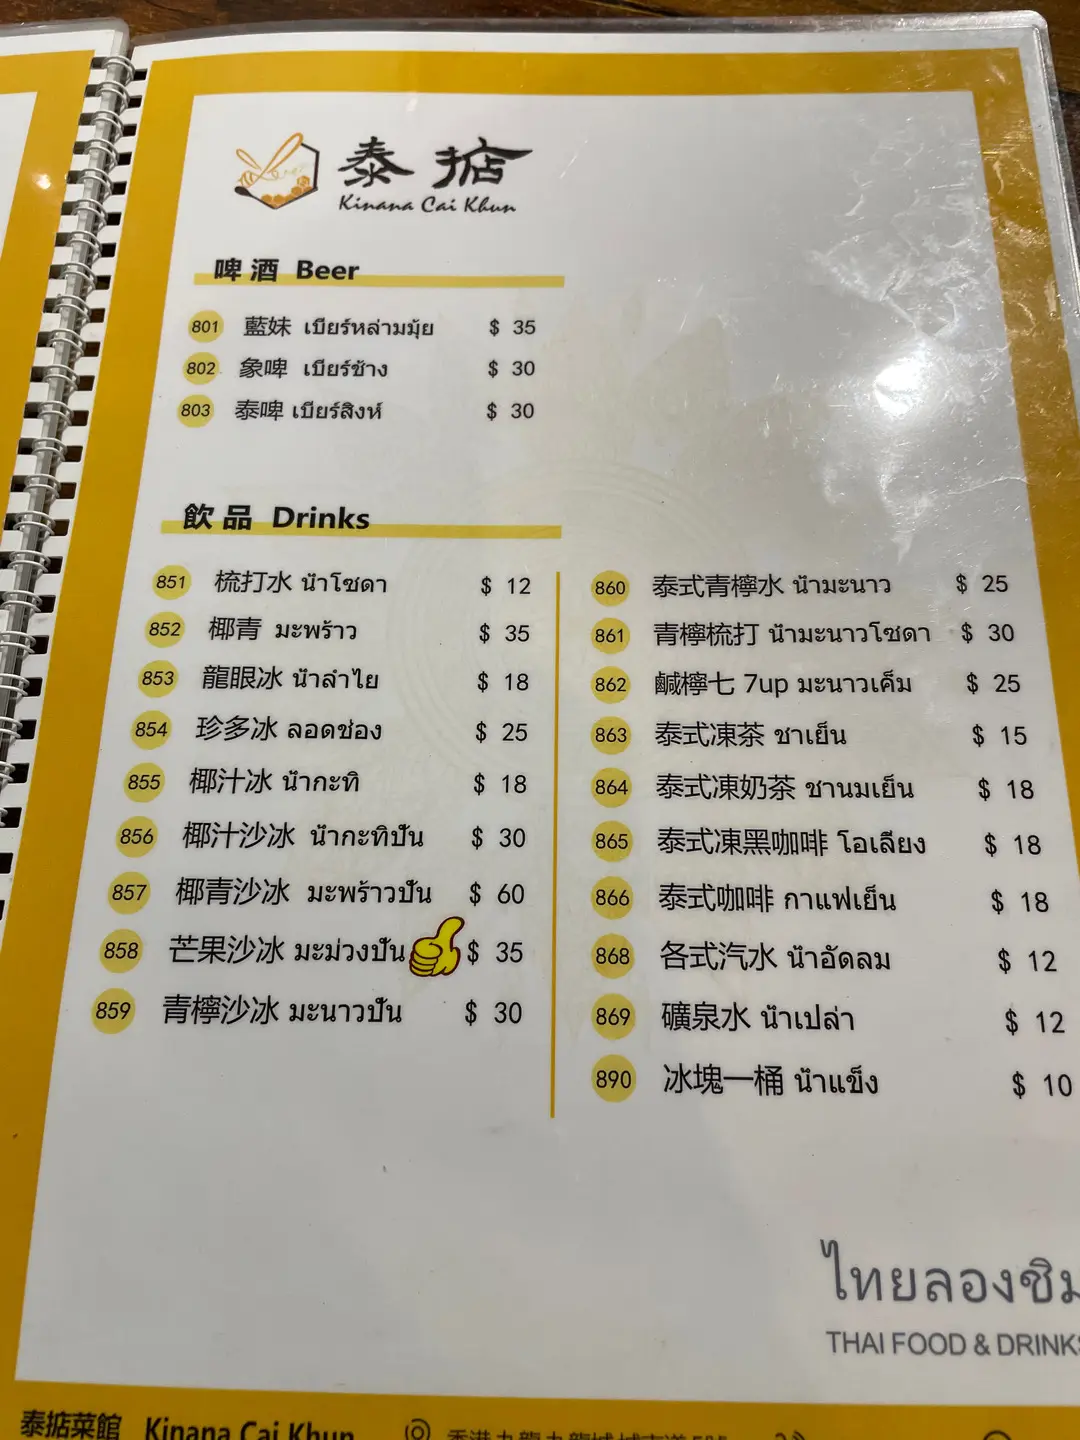 泰掂
Kinana Cai Khun
啤酒 Beer
801 藍妹 เบียร์หล่ามมุ้ย $ 35
802 象啤 เบียร์ช้าง $ 30
803 泰啤 เบียร์สิงห์ $ 30
飲品 Drinks
851 梳打水 น้ำโซดา $ 12
852 椰青 มะพร้าว $ 35
853 龍眼冰 น้ำลำไย $ 18
854 珍多冰 ลอดช่อง $ 25
855 椰汁冰 น้ำกะทิ $ 18
856 椰汁沙冰 น้ำกะทิปั่น $ 30
857 椰青沙冰 มะพร้าวปั่น $ 60
858 芒果沙冰 มะม่วงปั่น $ 35
859 青檸沙冰 มะนาวปั่น $ 30
860 泰式青檸水 น้ำมะนาว $ 25
861 青檸梳打 น้ำมะนาวโซดา $ 30
862 鹹檸七 7up มะนาวเค็ม $ 25
863 泰式凍茶 ชาเย็น $ 15
864 泰式凍奶茶 ชานมเย็น $ 18
865 泰式凍黑咖啡 โอเลี้ยง $ 18
866 泰式咖啡 กาแฟเย็น $ 18
868 各式汽水 น้ำอัดลม $ 12
869 礦泉水 น้ำเปล่า $ 12
890 冰塊一桶 น้ำแข็ง $ 10
ไทยลองชิม
THAI FOOD & DRINKS
泰掂菜館 Kinana Cai Khun